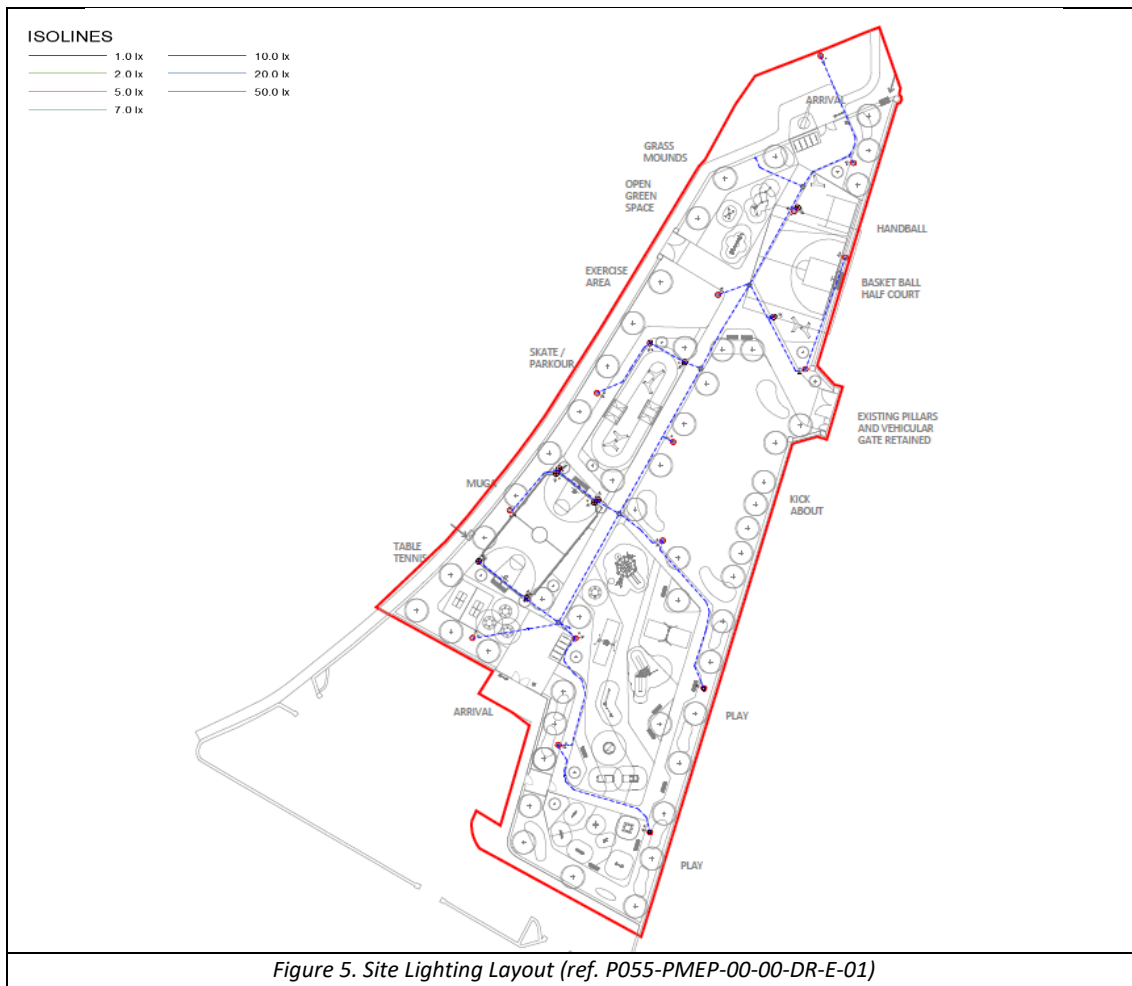 ISOLINES
1.0 lx
10.0 lx
2.0 lx
20.0 lx
5.0 lx
50.0 lx
7.0 lx
ARRIVAL
GRASS
MOUNDS
OPEN
GREEN
SPACE
HANDBALL
EXERCISE
AREA
BASKET BALL
HALF COURT
SKATE /
PARKOUR
EXISTING PILLARS
AND VEHICULAR
GATE RETAINED
MUGA
KICK
ABOUT
TABLE
TENNIS
ARRIVAL
PLAY
PLAY
Figure 5. Site Lighting Layout (ref. P055-PMEP-00-00-DR-E-01)